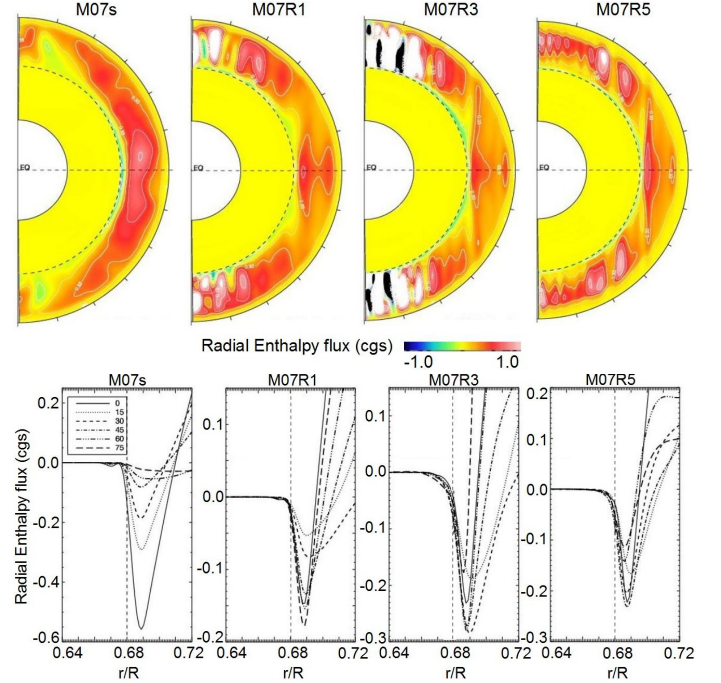 M07s M07R1 M07R3 M07R5
EQ EQ EQ EQ
Radial Enthalpy flux (cgs)
-1.0 1.0
M07s M07R1 M07R3 M07R5
Radial Enthalpy flux (cgs)
0.2 0.0 -0.2 -0.4 -0.6
0
15
30
45
60
75
0.1 0.0 -0.1 -0.2
0.1 0.0 -0.1 -0.2 -0.3
0.2 0.1 0.0 -0.1 -0.2 -0.3
0.64 0.68 0.72 0.64 0.68 0.72 0.64 0.68 0.72 0.64 0.68 0.72
r/R r/R r/R r/R